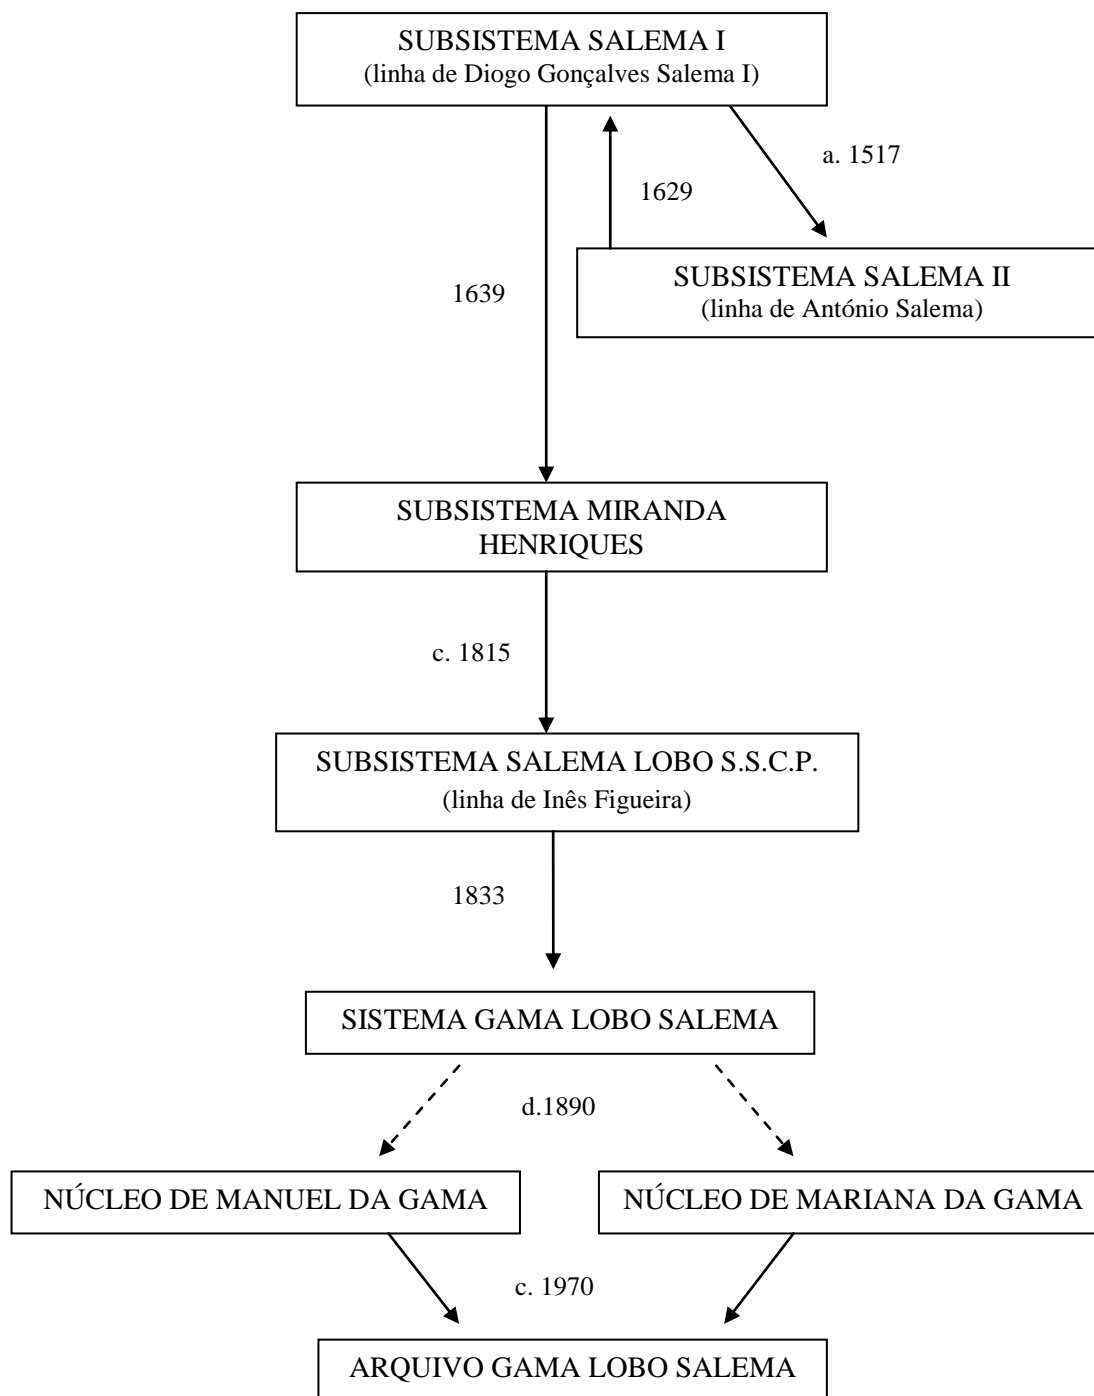 SUBSISTEMA SALEMA I
(linha de Diogo Gonçalves Salema I)
a. 1517
1629
SUBSISTEMA SALEMA II
(linha de António Salema)
1639
SUBSISTEMA MIRANDA
HENRIQUES
c. 1815
SUBSISTEMA SALEMA LOBO S.S.C.P.
(linha de Inês Figueira)
1833
SISTEMA GAMA LOBO SALEMA
d.1890
NÚCLEO DE MANUEL DA GAMA
NÚCLEO DE MARIANA DA GAMA
c. 1970
ARQUIVO GAMA LOBO SALEMA